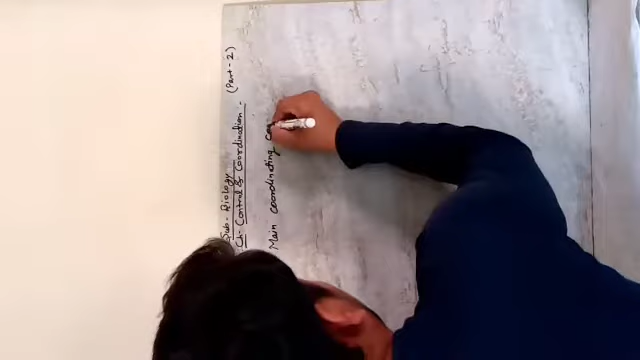 Sub- Biology
Ch- Control & Coordination. (Part-2)
Main coordinating